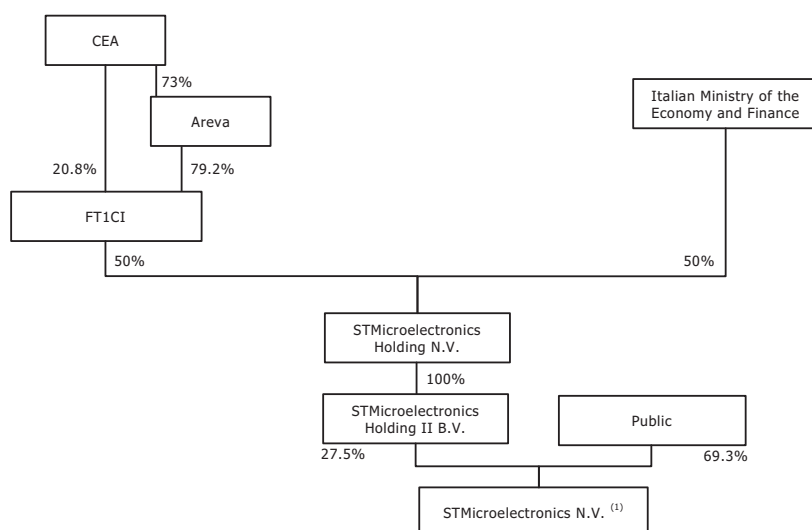 CEA
73%
Areva
Italian Ministry of the
Economy and Finance
20.8%
79.2%
FT1CI
50%
50%
STMicroelectronics
Holding N.V.
100%
STMicroelectronics
Holding II B.V.
Public
27.5%
69.3%
STMicroelectronics N.V. (1)